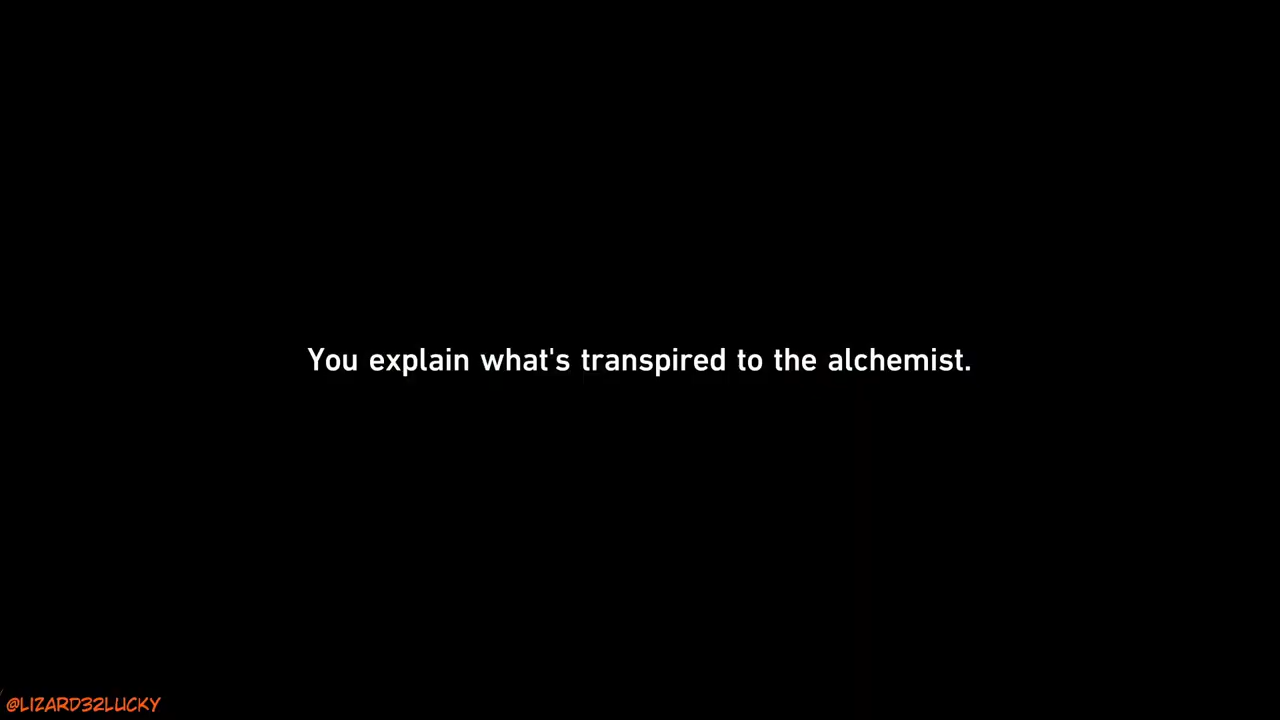 You explain what's transpired to the alchemist.
@LIZARD32LUCKY